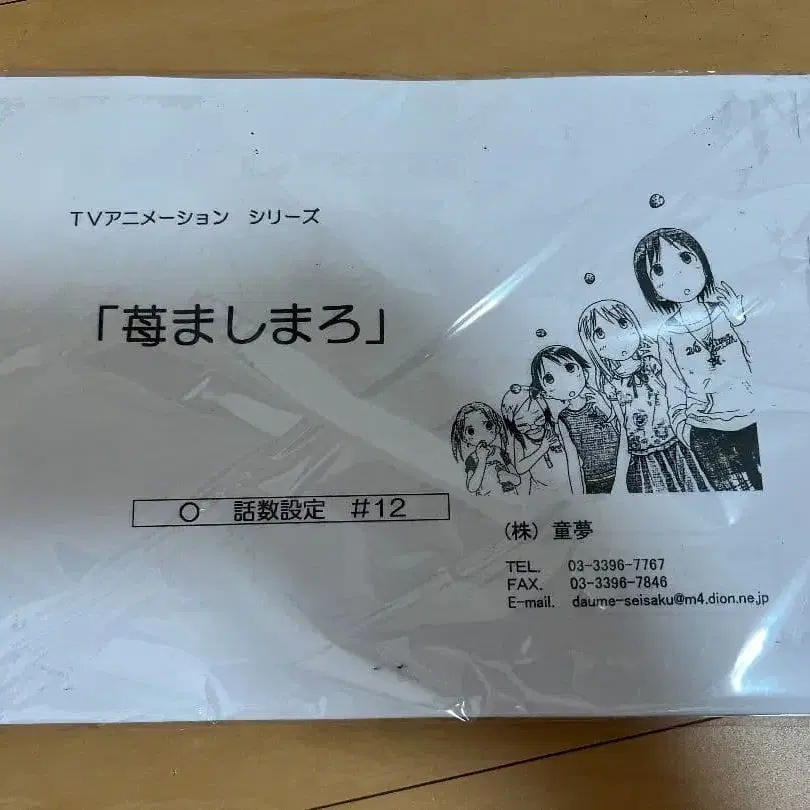 TVアニメーション シリーズ
「苺ましまろ」
○ 話数設定 #12
(株) 童夢
TEL. 03-3396-7767
FAX. 03-3396-7846
E-mail. daume-seisaku@m4.dion.ne.jp